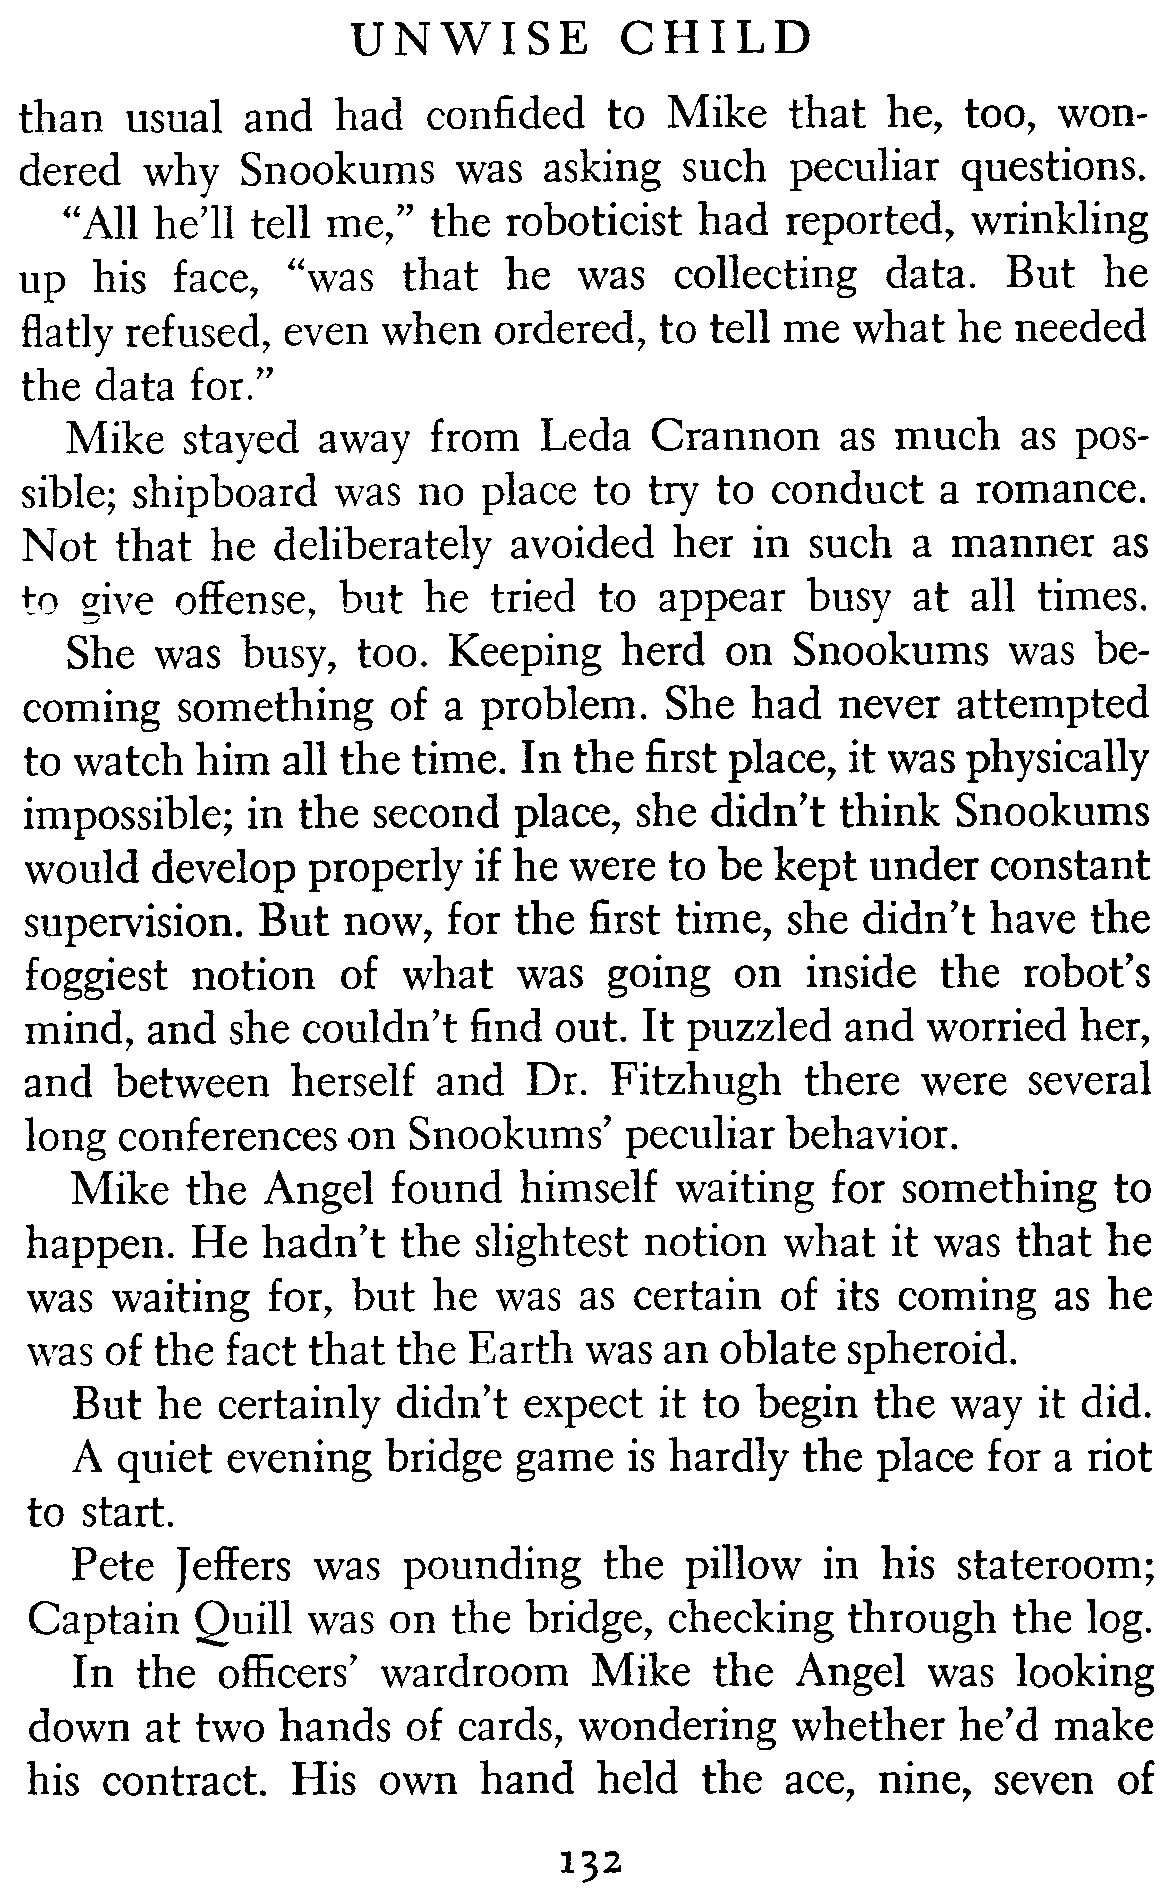 UNWISE CHILD
than usual and had confided to Mike that he, too, won-
dered why Snookums was asking such peculiar questions.
“All he’ll tell me,” the roboticist had reported, wrinkling
up his face, “was that he was collecting data. But he
flatly refused, even when ordered, to tell me what he needed
the data for.”
Mike stayed away from Leda Crannon as much as pos-
sible; shipboard was no place to try to conduct a romance.
Not that he deliberately avoided her in such a manner as
to give offense, but he tried to appear busy at all times.
She was busy, too. Keeping herd on Snookums was be-
coming something of a problem. She had never attempted
to watch him all the time. In the first place, it was physically
impossible; in the second place, she didn’t think Snookums
would develop properly if he were to be kept under constant
supervision. But now, for the first time, she didn’t have the
foggiest notion of what was going on inside the robot’s
mind, and she couldn’t find out. It puzzled and worried her,
and between herself and Dr. Fitzhugh there were several
long conferences on Snookums’ peculiar behavior.
Mike the Angel found himself waiting for something to
happen. He hadn’t the slightest notion what it was that he
was waiting for, but he was as certain of its coming as he
was of the fact that the Earth was an oblate spheroid.
But he certainly didn’t expect it to begin the way it did.
A quiet evening bridge game is hardly the place for a riot
to start.
Pete Jeffers was pounding the pillow in his stateroom;
Captain Quill was on the bridge, checking through the log.
In the officers’ wardroom Mike the Angel was looking
down at two hands of cards, wondering whether he’d make
his contract. His own hand held the ace, nine, seven of
132